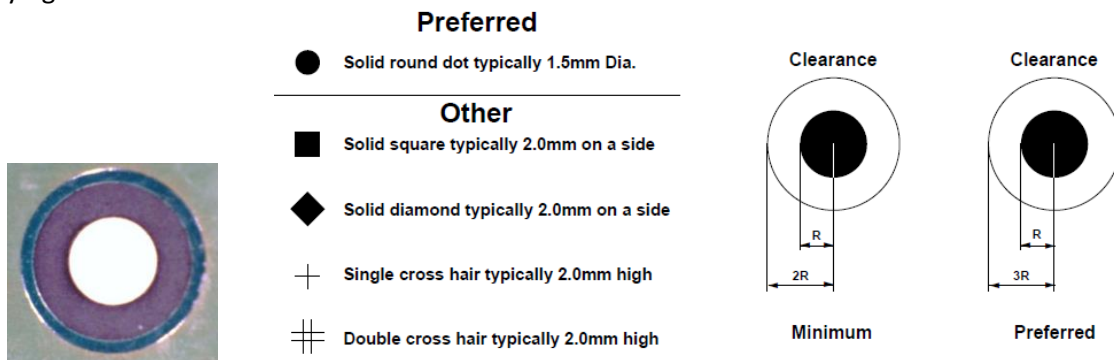 Preferred
Solid round dot typically 1.5mm Dia.
Other
Solid square typically 2.0mm on a side
Solid diamond typically 2.0mm on a side
Single cross hair typically 2.0mm high
Double cross hair typically 2.0mm high
Clearance
R
2R
Minimum
Clearance
R
3R
Preferred